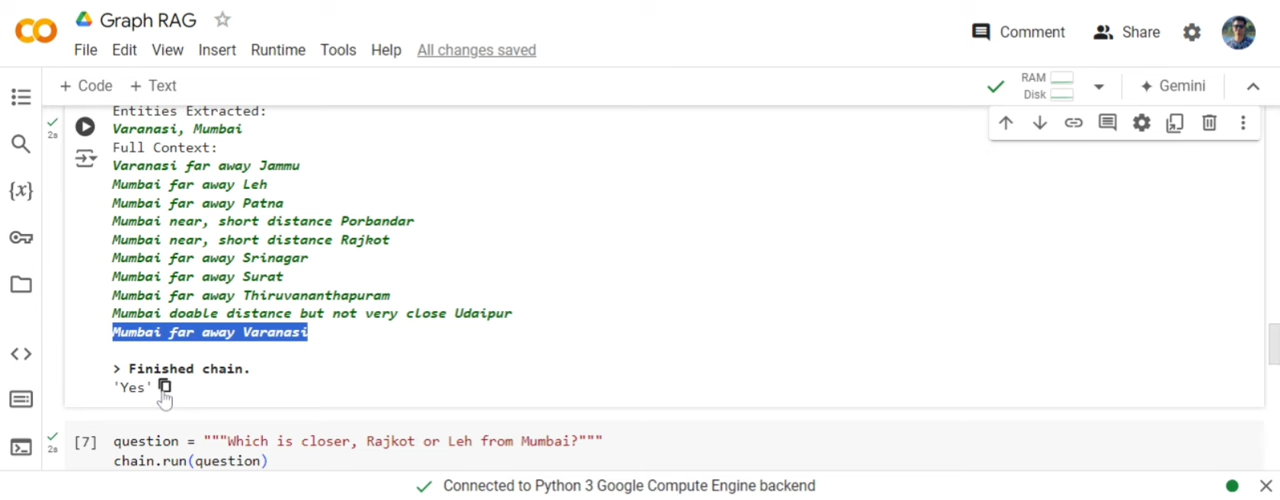 Graph RAG
Comment
Share
File Edit View Insert Runtime Tools Help All changes saved
+ Code + Text
RAM
Disk
Gemini
Entities Extracted:
2s
Varanasi, Mumbai
Full Context:
Varanasi far away Jammu
Mumbai far away Leh
{x}
Mumbai far away Patna
Mumbai near, short distance Porbandar
Mumbai near, short distance Rajkot
Mumbai far away Srinagar
Mumbai far away Surat
Mumbai far away Thiruvananthapuram
Mumbai doable distance but not very close Udaipur
Mumbai far away Varanasi
> Finished chain.
'Yes'
[7] question = """Which is closer, Rajkot or Leh from Mumbai?"""
2s
chain.run(question)
Connected to Python 3 Google Compute Engine backend